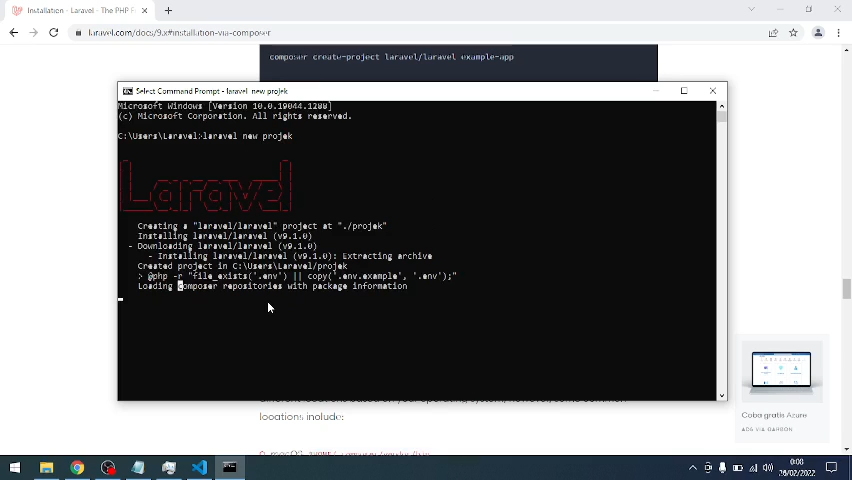 Installation - Laravel - The PHP F
laravel.com/docs/9.x#installation-via-composer
composer create-project laravel/laravel example-app
Select Command Prompt - laravel new projek
Microsoft Windows [Version 10.0.19044.1288]
(c) Microsoft Corporation. All rights reserved.
C:\Users\Laravel>laravel new projek
Laravel
Creating a "laravel/laravel" project at "./projek"
Installing laravel/laravel (v9.1.0)
- Downloading laravel/laravel (v9.1.0)
- Installing laravel/laravel (v9.1.0): Extracting archive
Created project in C:\Users\Laravel/projek
> @php -r "file_exists('.env') || copy('.env.example', '.env');"
Loading composer repositories with package information
locations include:
Coba gratis Azure
ADS VIA CARBON
0:08
26/02/2022